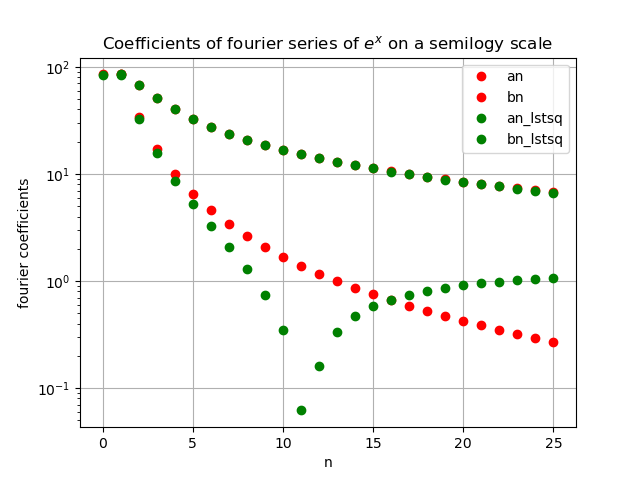 Coefficients of fourier series of e^x on a semilogy scale
an
bn
an_lstsq
bn_lstsq
fourier coefficients
10^2
10^1
10^0
10^−1
0 5 10 15 20 25
n